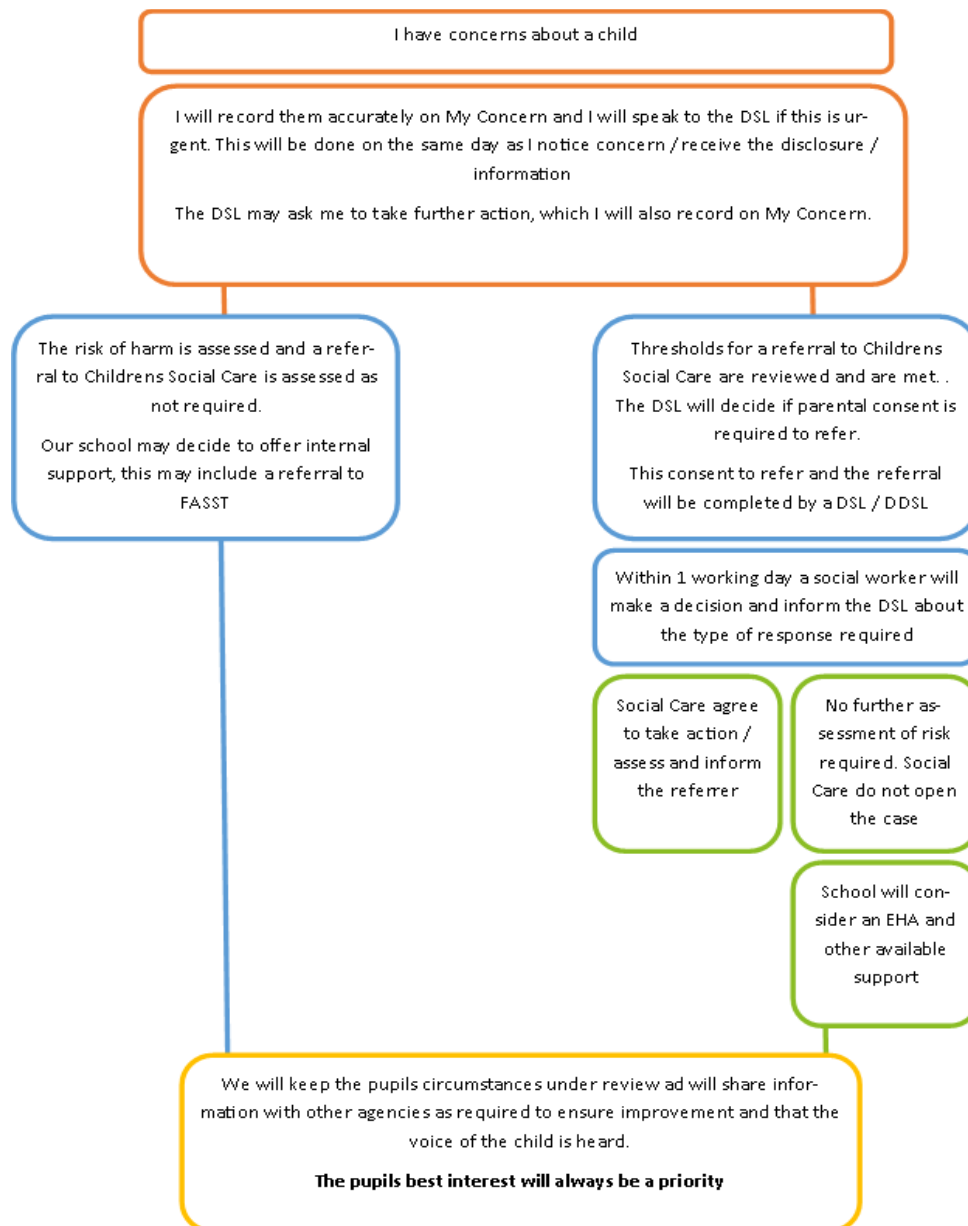 I have concerns about a child
I will record them accurately on My Concern and I will speak to the DSL if this is ur-
gent. This will be done on the same day as I notice concern / receive the disclosure /
information
The DSL may ask me to take further action, which I will also record on My Concern.
The risk of harm is assessed and a refer-
ral to Childrens Social Care is assessed as
not required.
Our school may decide to offer internal
support, this may include a referral to
FASST
Thresholds for a referral to Childrens
Social Care are reviewed and are met. .
The DSL will decide if parental consent is
required to refer.
This consent to refer and the referral
will be completed by a DSL / DDSL
Within 1 working day a social worker will
make a decision and inform the DSL about
the type of response required
Social Care agree
to take action /
assess and inform
the referrer
No further as-
sessment of risk
required. Social
Care do not open
the case
School will con-
sider an EHA and
other available
support
We will keep the pupils circumstances under review ad will share infor-
mation with other agencies as required to ensure improvement and that the
voice of the child is heard.
The pupils best interest will always be a priority